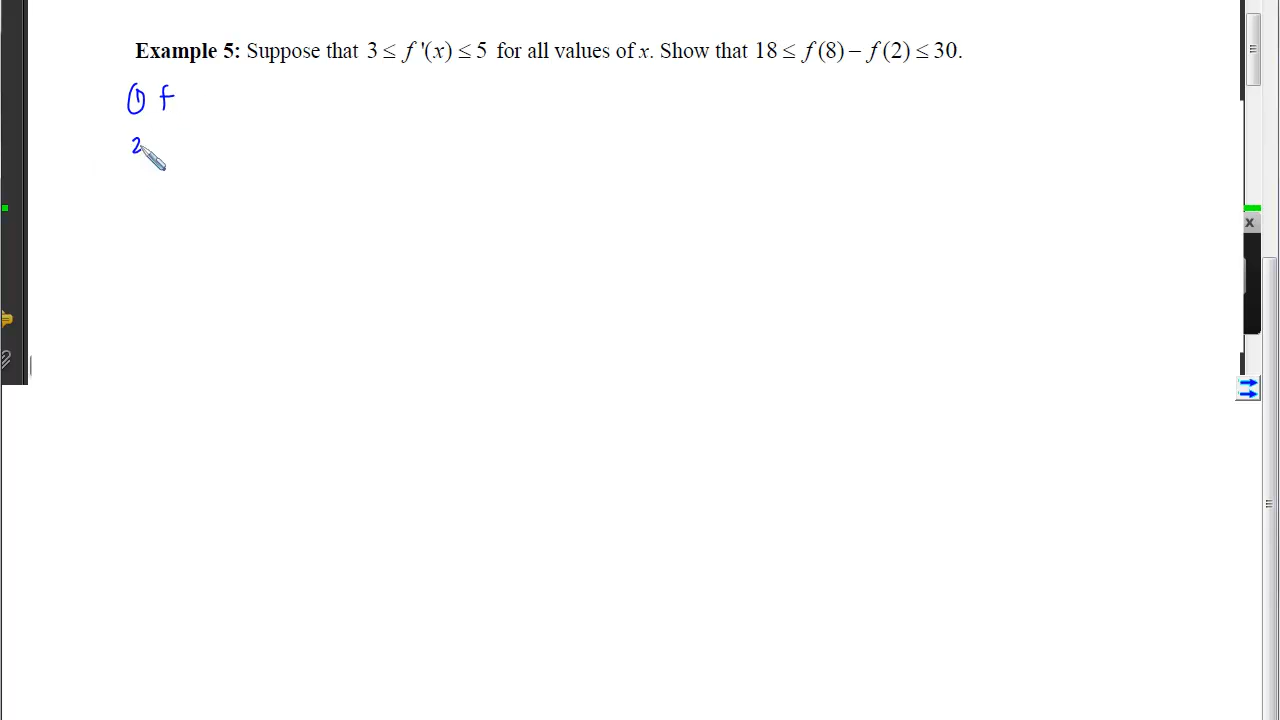 Example 5: Suppose that 3 ≤ f '(x) ≤ 5 for all values of x. Show that 18 ≤ f (8) − f (2) ≤ 30.
① f
2